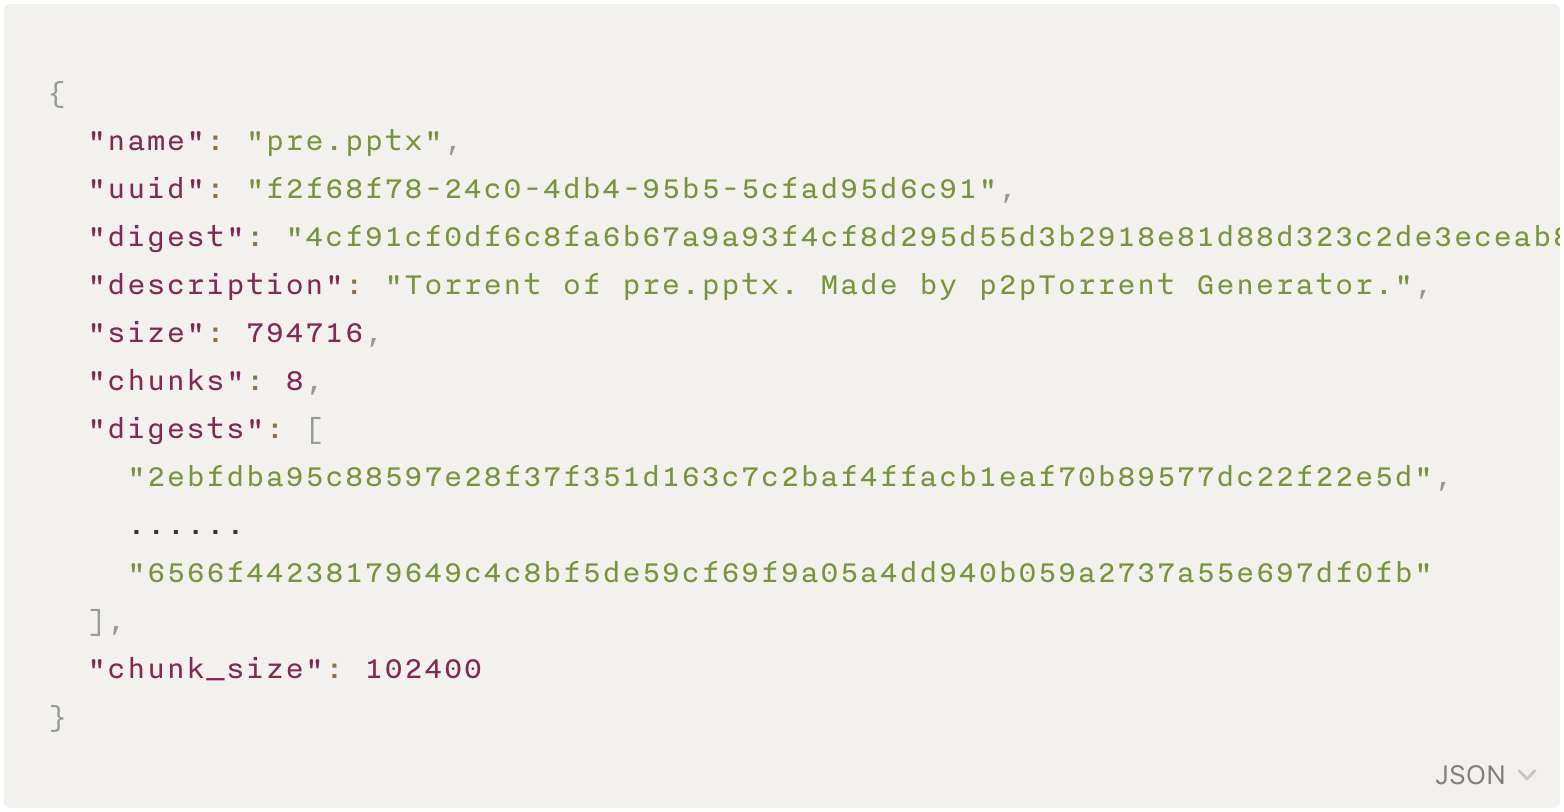 {
"name": "pre.pptx",
"uuid": "f2f68f78-24c0-4db4-95b5-5cfad95d6c91",
"digest": "4cf91cf0df6c8fa6b67a9a93f4cf8d295d55d3b2918e81d88d323c2de3eceab8
"description": "Torrent of pre.pptx. Made by p2pTorrent Generator.",
"size": 794716,
"chunks": 8,
"digests": [
"2ebfdba95c88597e28f37f351d163c7c2baf4ffacb1eaf70b89577dc22f22e5d",
......
"6566f44238179649c4c8bf5de59cf69f9a05a4dd940b059a2737a55e697df0fb"
],
"chunk_size": 102400
}
JSON